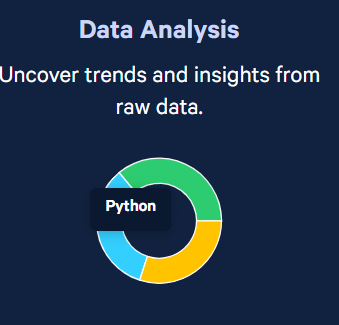 Data Analysis
Uncover trends and insights from
raw data.
Python